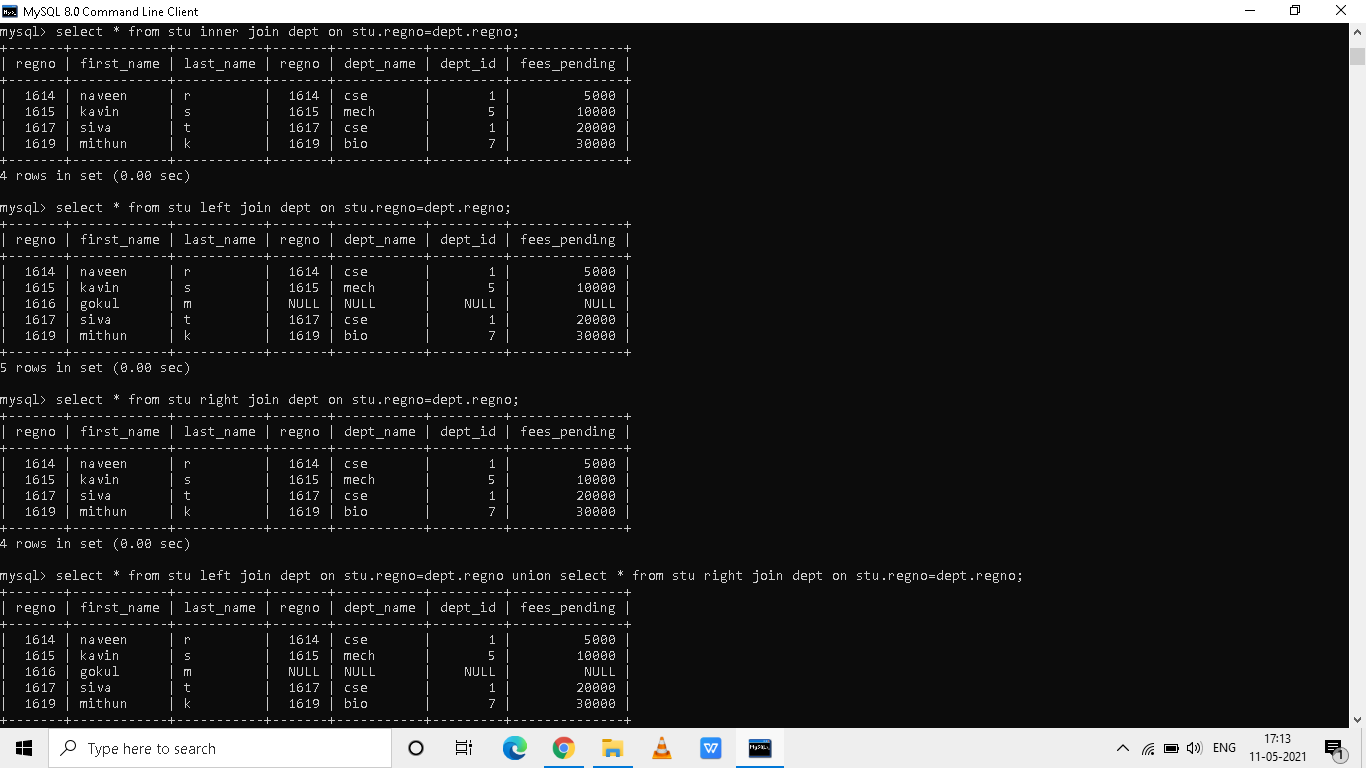 MySQL 8.0 Command Line Client
mysql> select * from stu inner join dept on stu.regno=dept.regno;
+-------+------------+-----------+-------+-----------+---------+--------------+
| regno | first_name | last_name | regno | dept_name | dept_id | fees_pending |
+-------+------------+-----------+-------+-----------+---------+--------------+
|  1614 | naveen     | r         |  1614 | cse       |       1 |         5000 |
|  1615 | kavin      | s         |  1615 | mech      |       5 |        10000 |
|  1617 | siva       | t         |  1617 | cse       |       1 |        20000 |
|  1619 | mithun     | k         |  1619 | bio       |       7 |        30000 |
+-------+------------+-----------+-------+-----------+---------+--------------+
4 rows in set (0.00 sec)
mysql> select * from stu left join dept on stu.regno=dept.regno;
+-------+------------+-----------+-------+-----------+---------+--------------+
| regno | first_name | last_name | regno | dept_name | dept_id | fees_pending |
+-------+------------+-----------+-------+-----------+---------+--------------+
|  1614 | naveen     | r         |  1614 | cse       |       1 |         5000 |
|  1615 | kavin      | s         |  1615 | mech      |       5 |        10000 |
|  1616 | gokul      | m         |  NULL | NULL      |    NULL |         NULL |
|  1617 | siva       | t         |  1617 | cse       |       1 |        20000 |
|  1619 | mithun     | k         |  1619 | bio       |       7 |        30000 |
+-------+------------+-----------+-------+-----------+---------+--------------+
5 rows in set (0.00 sec)
mysql> select * from stu right join dept on stu.regno=dept.regno;
+-------+------------+-----------+-------+-----------+---------+--------------+
| regno | first_name | last_name | regno | dept_name | dept_id | fees_pending |
+-------+------------+-----------+-------+-----------+---------+--------------+
|  1614 | naveen     | r         |  1614 | cse       |       1 |         5000 |
|  1615 | kavin      | s         |  1615 | mech      |       5 |        10000 |
|  1617 | siva       | t         |  1617 | cse       |       1 |        20000 |
|  1619 | mithun     | k         |  1619 | bio       |       7 |        30000 |
+-------+------------+-----------+-------+-----------+---------+--------------+
4 rows in set (0.00 sec)
mysql> select * from stu left join dept on stu.regno=dept.regno union select * from stu right join dept on stu.regno=dept.regno;
+-------+------------+-----------+-------+-----------+---------+--------------+
| regno | first_name | last_name | regno | dept_name | dept_id | fees_pending |
+-------+------------+-----------+-------+-----------+---------+--------------+
|  1614 | naveen     | r         |  1614 | cse       |       1 |         5000 |
|  1615 | kavin      | s         |  1615 | mech      |       5 |        10000 |
|  1616 | gokul      | m         |  NULL | NULL      |    NULL |         NULL |
|  1617 | siva       | t         |  1617 | cse       |       1 |        20000 |
|  1619 | mithun     | k         |  1619 | bio       |       7 |        30000 |
+-------+------------+-----------+-------+-----------+---------+--------------+
Type here to search
W
MySQL
ENG
17:13
11-05-2021
1